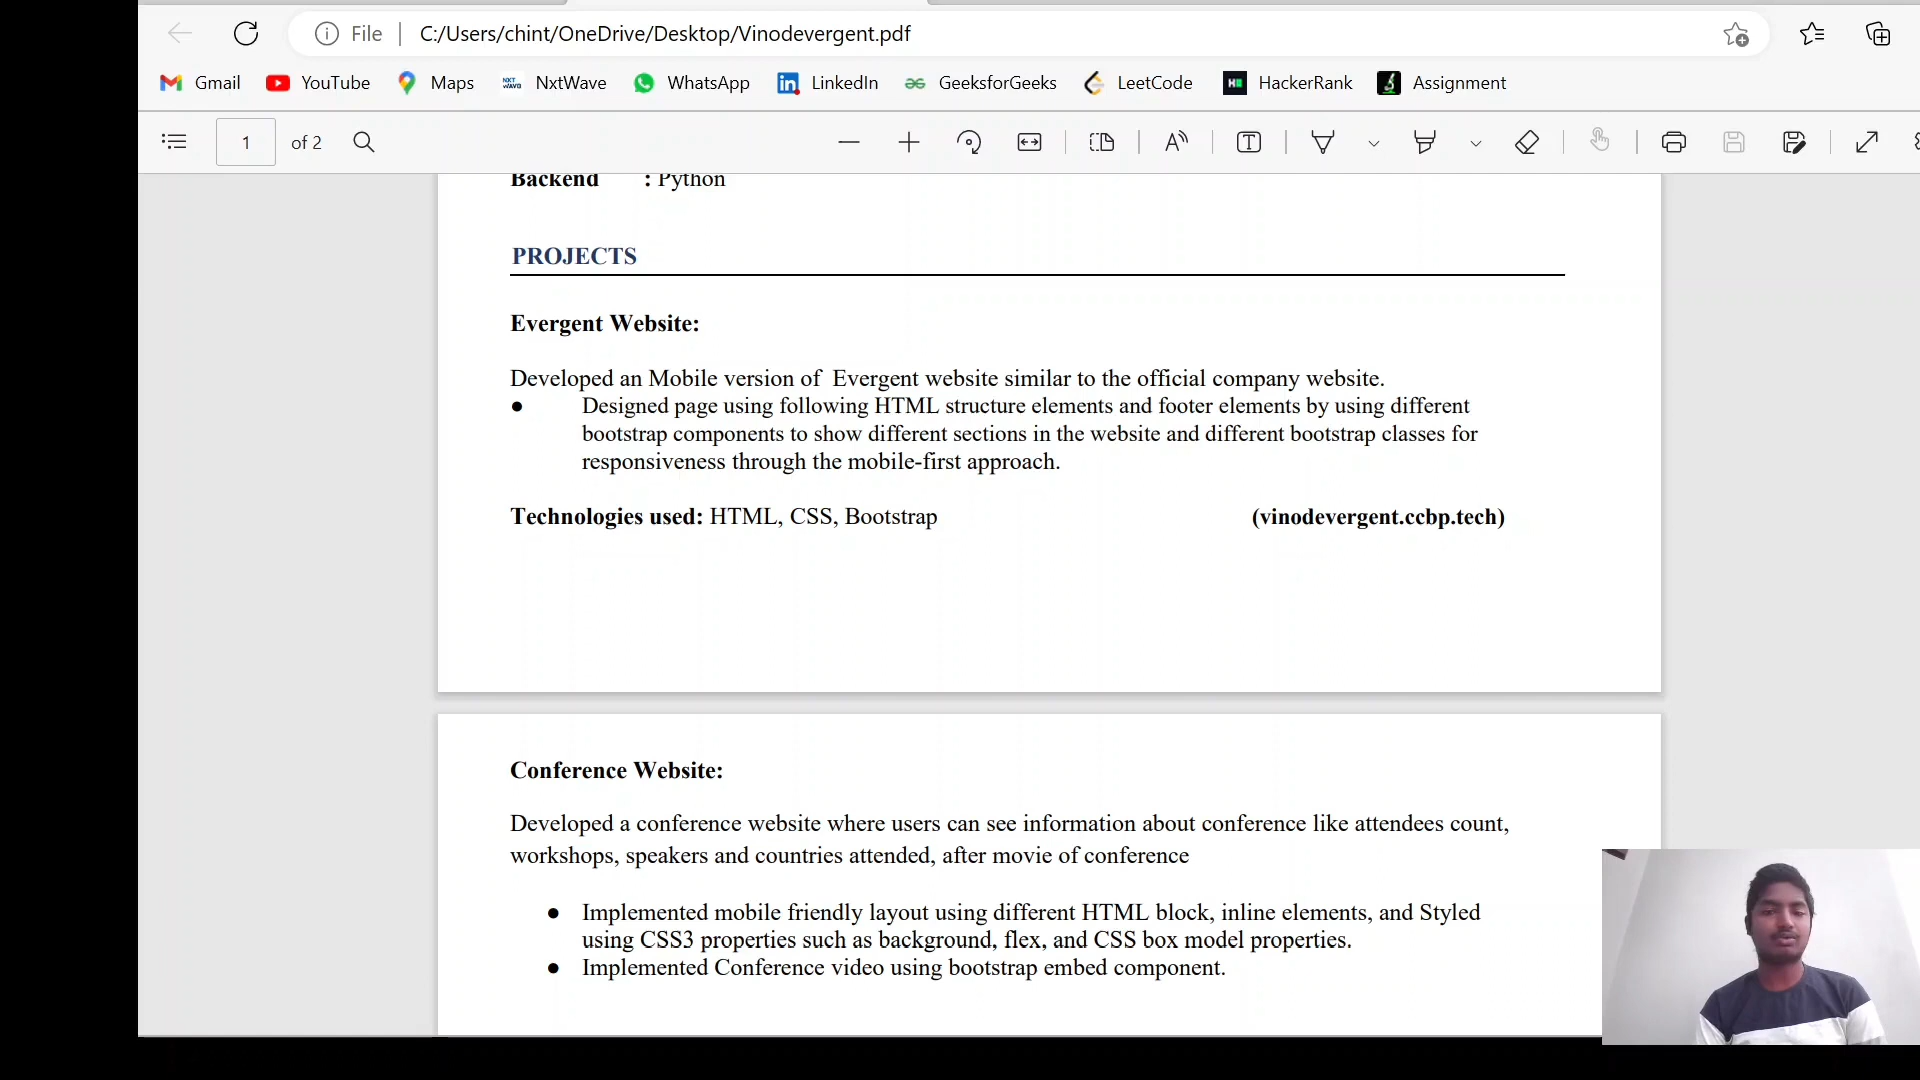 File C:/Users/chint/OneDrive/Desktop/Vinodevergent.pdf
Gmail YouTube Maps NXT WAVE NxtWave WhatsApp LinkedIn GeeksforGeeks LeetCode HackerRank Assignment
1 of 2
Backend : Python
PROJECTS
Evergent Website:
Developed an Mobile version of Evergent website similar to the official company website.
● Designed page using following HTML structure elements and footer elements by using different
bootstrap components to show different sections in the website and different bootstrap classes for
responsiveness through the mobile-first approach.
Technologies used: HTML, CSS, Bootstrap (vinodevergent.ccbp.tech)
Conference Website:
Developed a conference website where users can see information about conference like attendees count,
workshops, speakers and countries attended, after movie of conference
● Implemented mobile friendly layout using different HTML block, inline elements, and Styled
using CSS3 properties such as background, flex, and CSS box model properties.
● Implemented Conference video using bootstrap embed component.